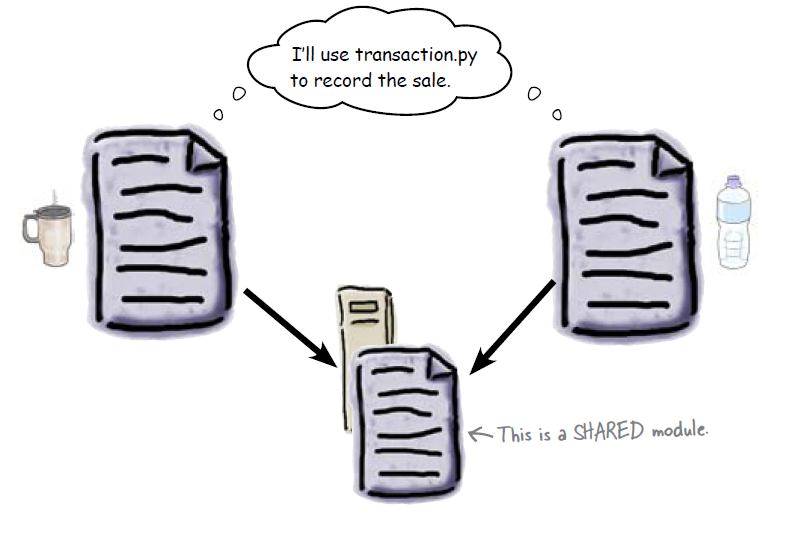 I'll use transaction.py
to record the sale.
This is a SHARED module.